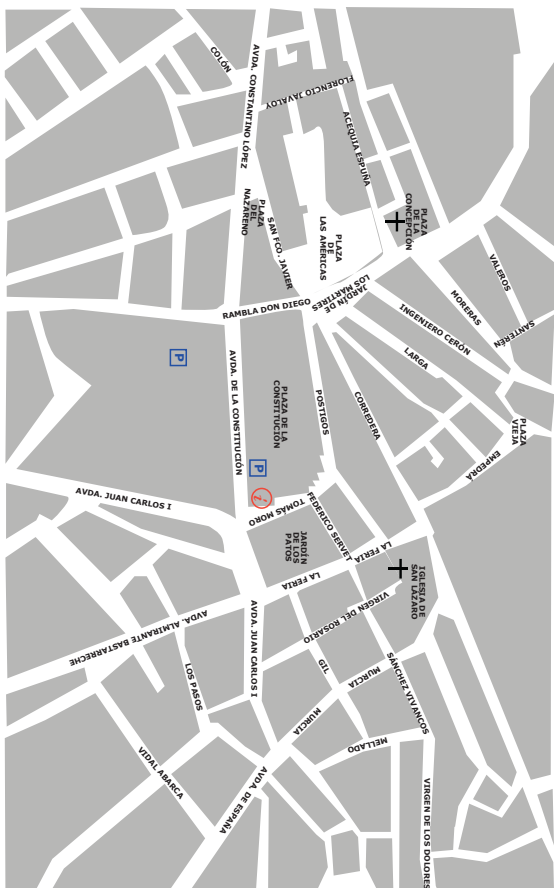 COLÓN
AVDA. CONSTANTINO LÓPEZ
FLORENCIO JAVALOY
ACEQUIA ESPUÑA
PLAZA
DE LA
CONCEPCIÓN
PLAZA
DEL
NAZARENO
SAN FCO. JAVIER
PLAZA
DE
LAS AMÉRICAS
VALEROS
MORERAS
SANTERÉN
JARDÍN DE
LOS MARTIRES
RAMBLA DON DIEGO
INGENIERO CERÓN
LARGA
P
AVDA. DE LA CONSTITUCIÓN
PLAZA DE LA
CONSTITUCIÓN
POSTIGOS
CORREDERA
PLAZA
VIEJA
EMPEDRA
P
i
AVDA. JUAN CARLOS I
TOMÁS MORO
FEDERICO SERVET
JARDÍN
DE LOS
PATOS
LA FERIA
LA FERIA
IGLESIA DE
SAN LÁZARO
VIRGEN DEL ROSARIO
AVDA. ALMIRANTE BASTARRECHE
AVDA. JUAN CARLOS I
LOS PASOS
GIL
MURCIA
SÁNCHEZ VIVANCOS
MURCIA
MELLADO
VIDAL ABARCA
AVDA. DE ESPAÑA
VIRGEN DE LOS DOLORES